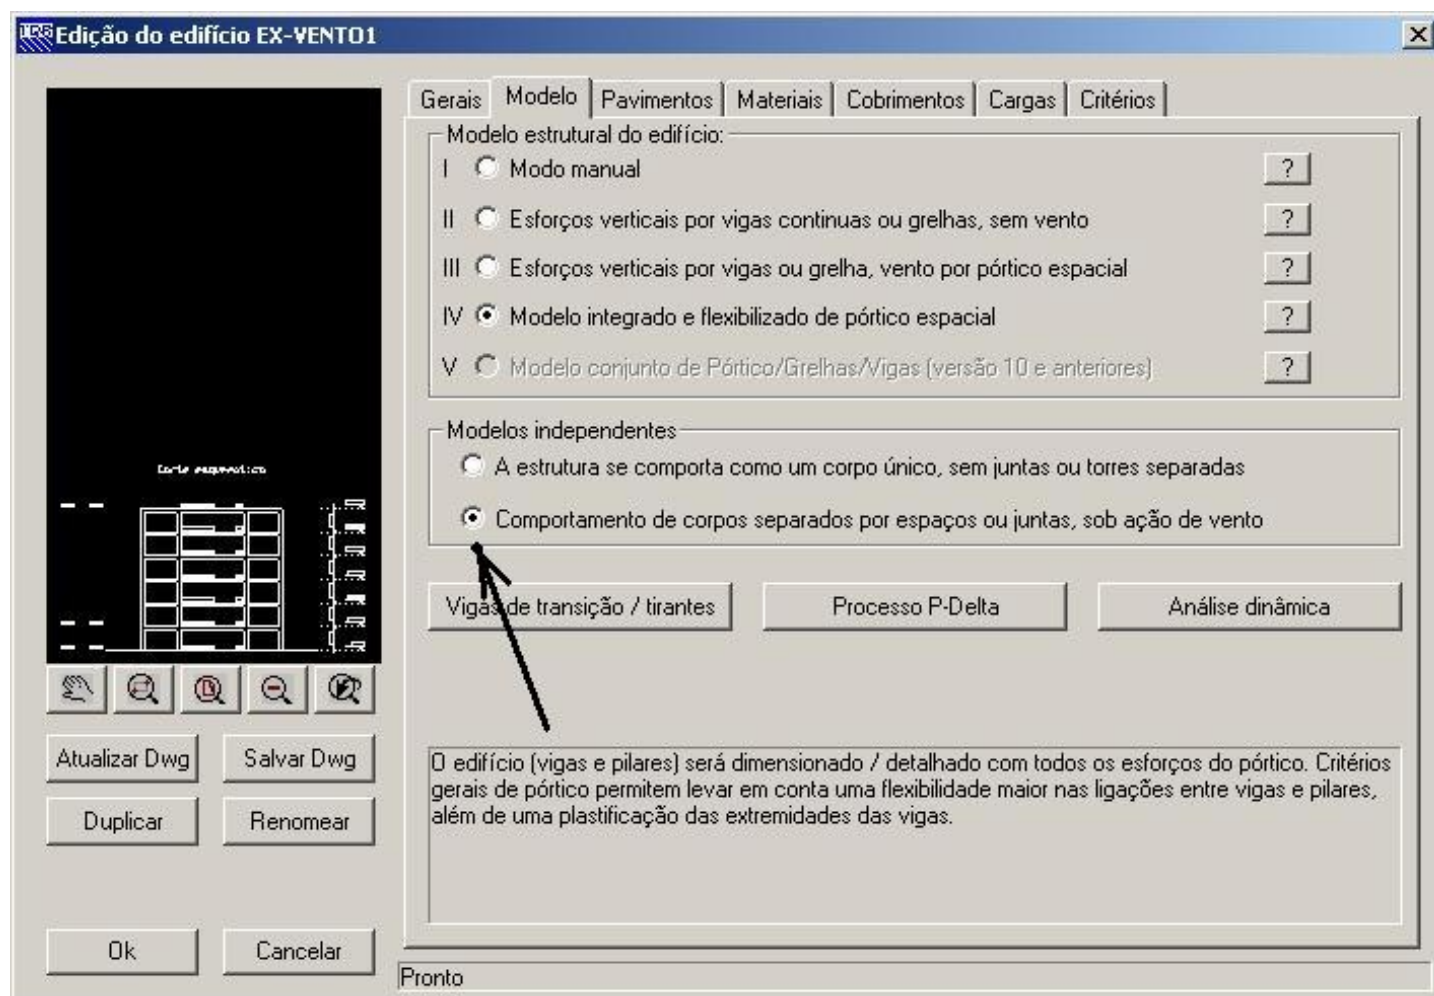 TQS Edição do edifício EX-VENTO1
Gerais Modelo Pavimentos Materiais Cobrimentos Cargas Critérios
Modelo estrutural do edifício:
I Modo manual ?
II Esforços verticais por vigas continuas ou grelhas, sem vento ?
III Esforços verticais por vigas ou grelha, vento por pórtico espacial ?
IV Modelo integrado e flexibilizado de pórtico espacial ?
V Modelo conjunto de Pórtico/Grelhas/Vigas (versão 10 e anteriores) ?
Modelos independentes
A estrutura se comporta como um corpo único, sem juntas ou torres separadas
Comportamento de corpos separados por espaços ou juntas, sob ação de vento
Corte esquemático
Vigas de transição / tirantes Processo P-Delta Análise dinâmica
Atualizar Dwg Salvar Dwg
Duplicar Renomear
O edifício (vigas e pilares) será dimensionado / detalhado com todos os esforços do pórtico. Critérios
gerais de pórtico permitem levar em conta uma flexibilidade maior nas ligações entre vigas e pilares,
além de uma plastificação das extremidades das vigas.
Ok Cancelar
Pronto